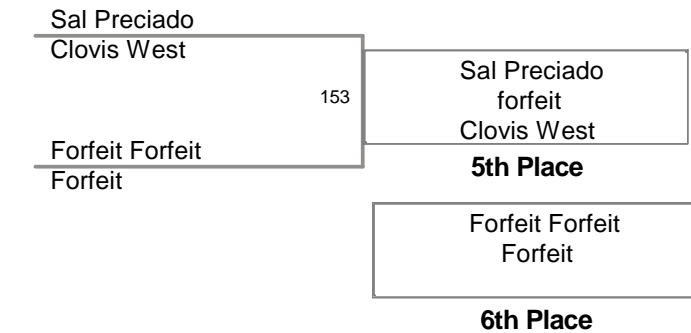 Sal Preciado
Clovis West
153
Forfeit Forfeit
Forfeit
Sal Preciado
forfeit
Clovis West
5th Place
Forfeit Forfeit
Forfeit
6th Place